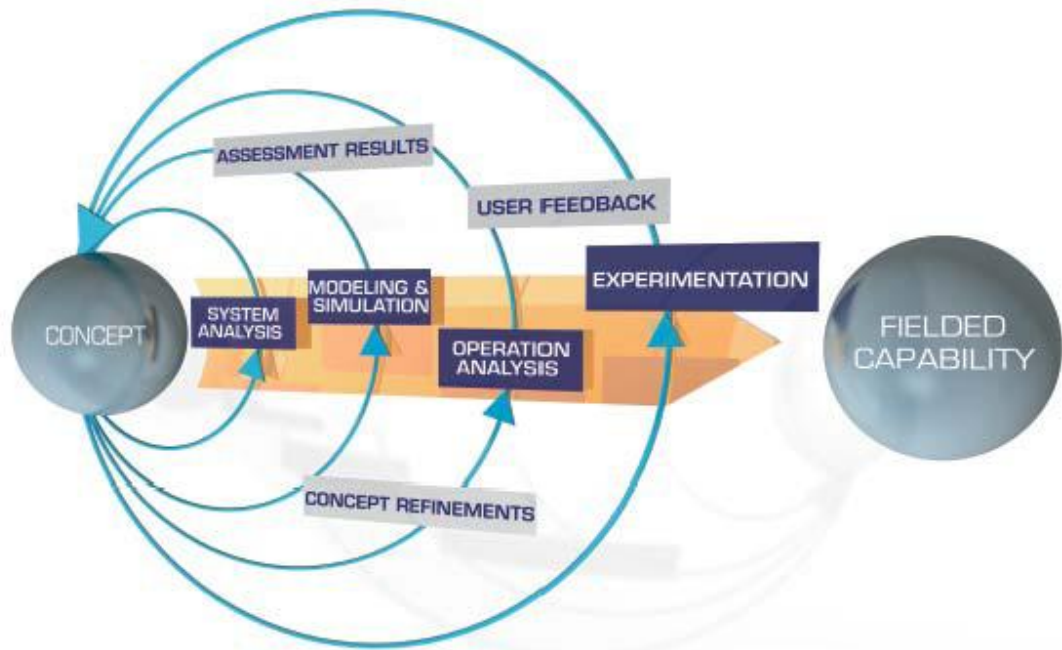 ASSESSMENT RESULTS
USER FEEDBACK
CONCEPT
SYSTEM
ANALYSIS
MODELING &
SIMULATION
OPERATION
ANALYSIS
EXPERIMENTATION
FIELDED
CAPABILITY
CONCEPT REFINEMENTS